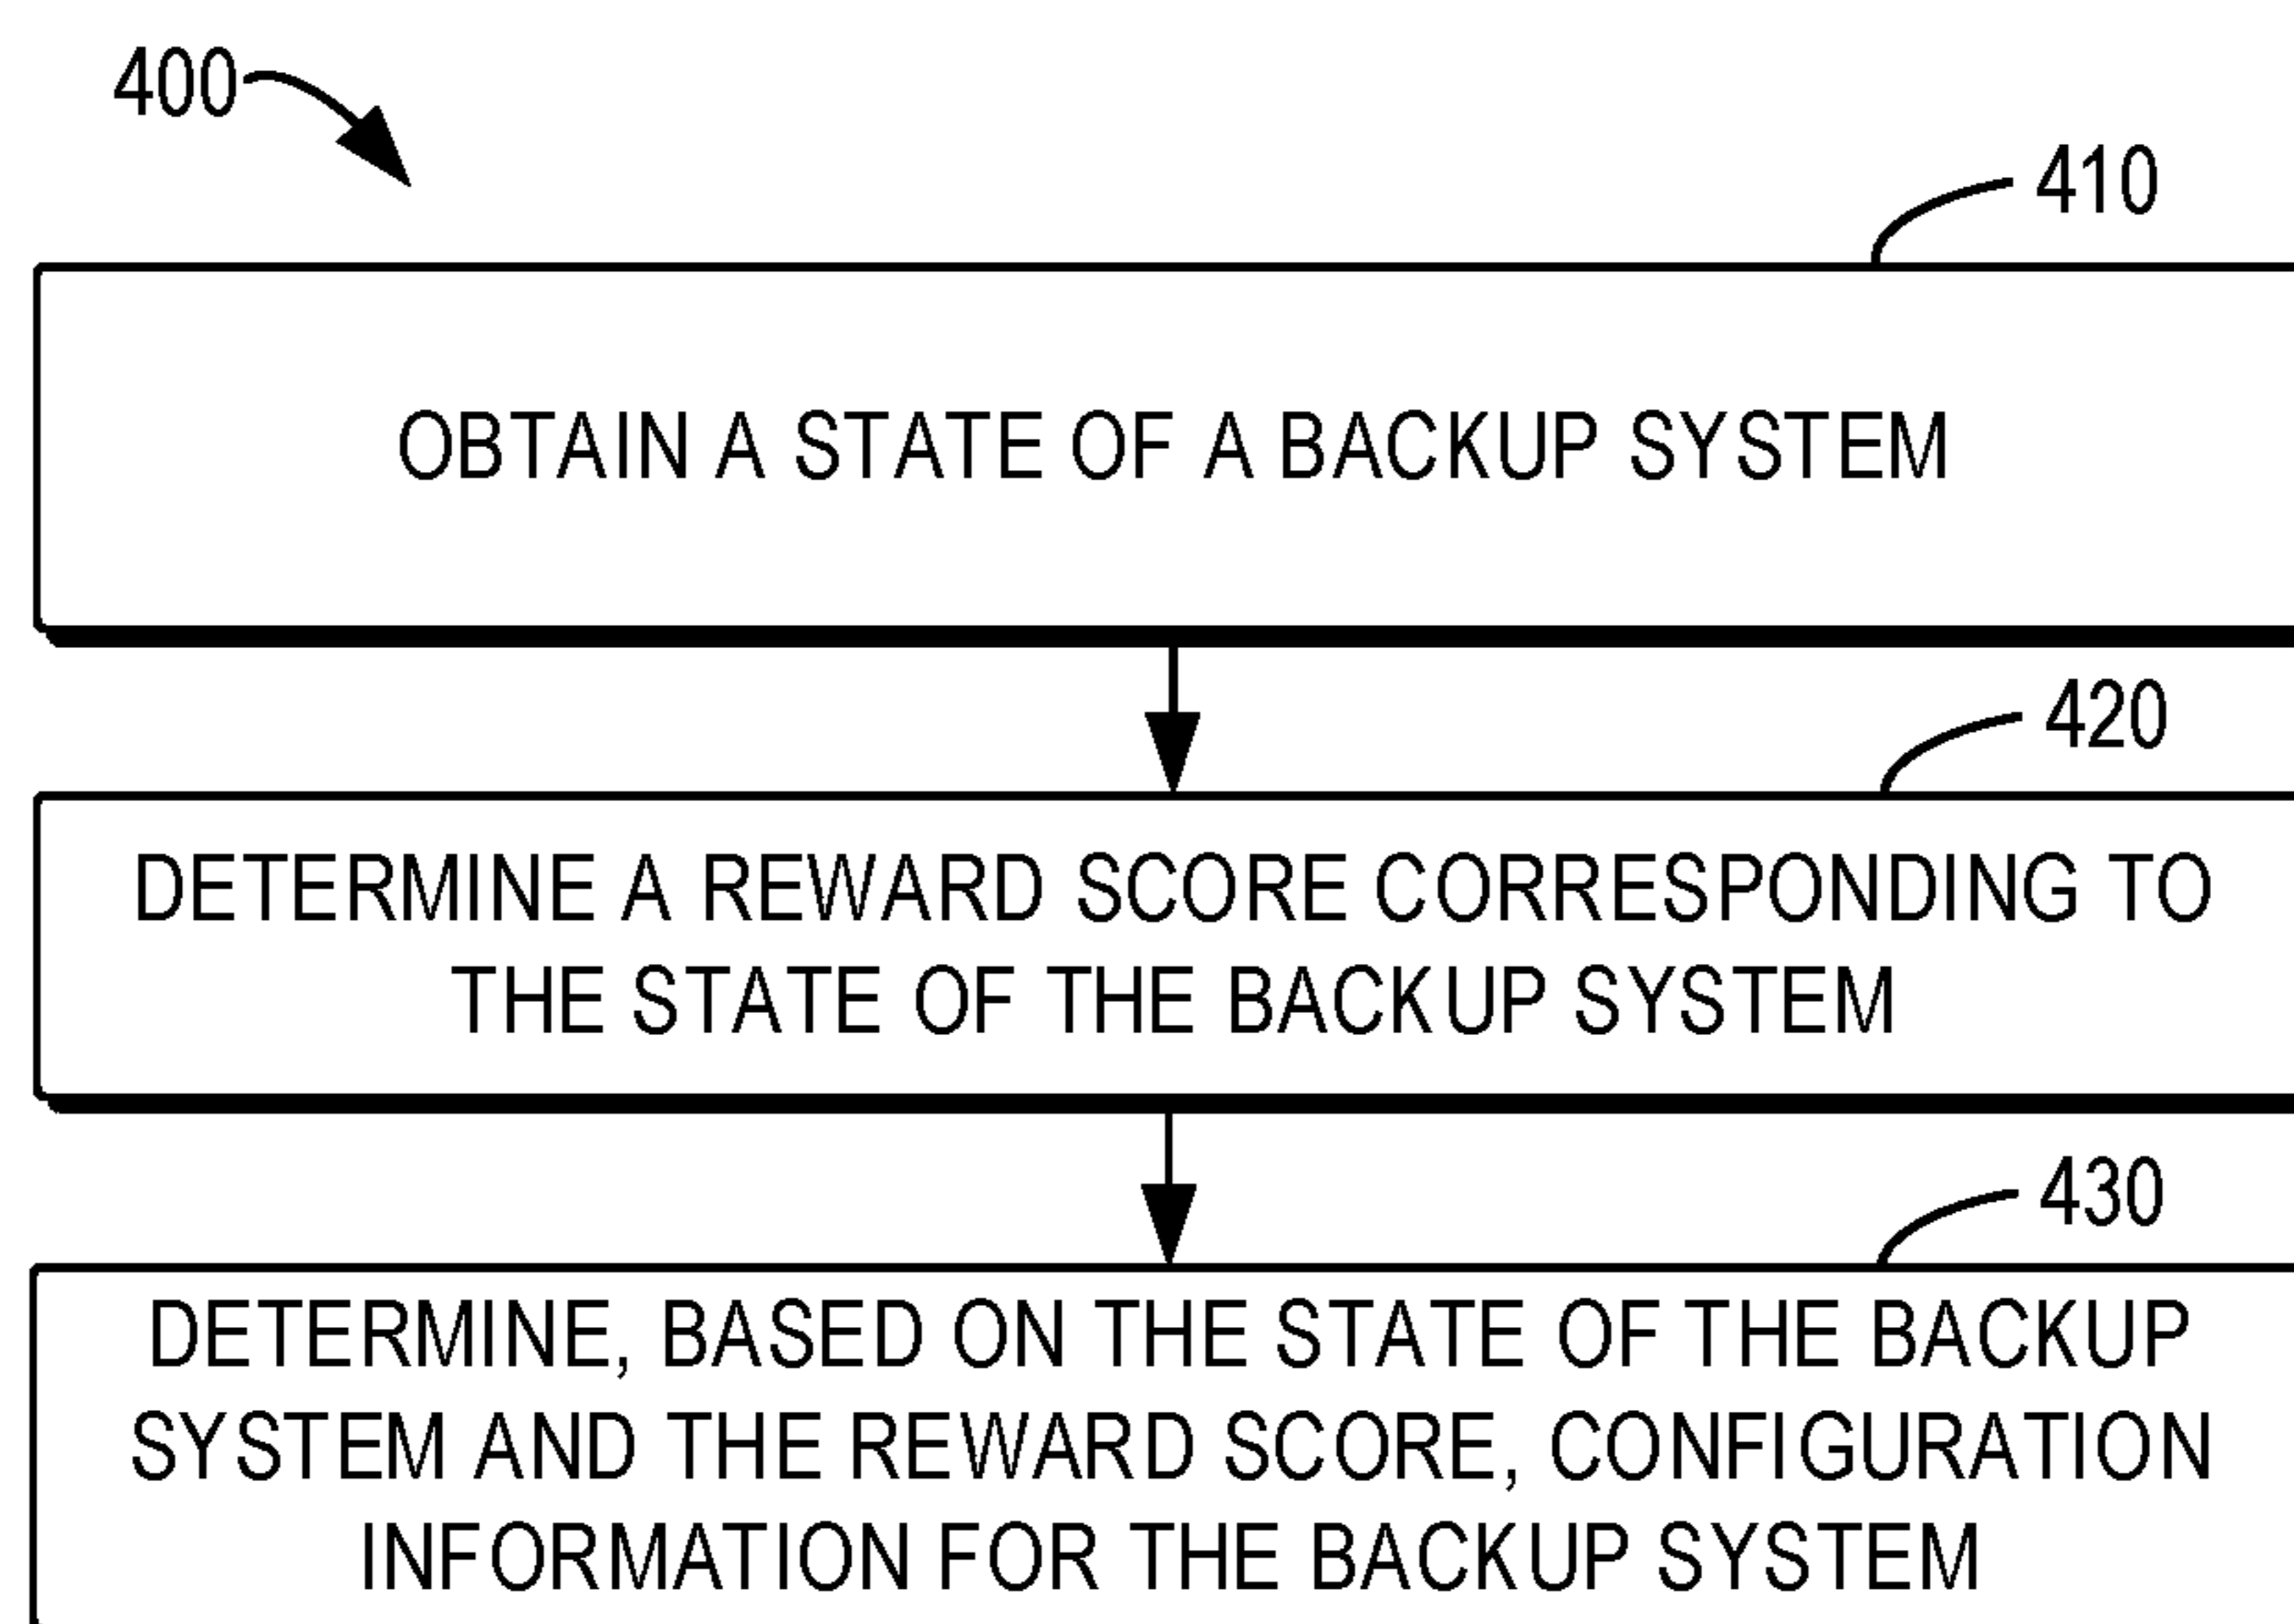 400
410
OBTAIN A STATE OF A BACKUP SYSTEM
420
DETERMINE A REWARD SCORE CORRESPONDING TO
THE STATE OF THE BACKUP SYSTEM
430
DETERMINE, BASED ON THE STATE OF THE BACKUP
SYSTEM AND THE REWARD SCORE, CONFIGURATION
INFORMATION FOR THE BACKUP SYSTEM